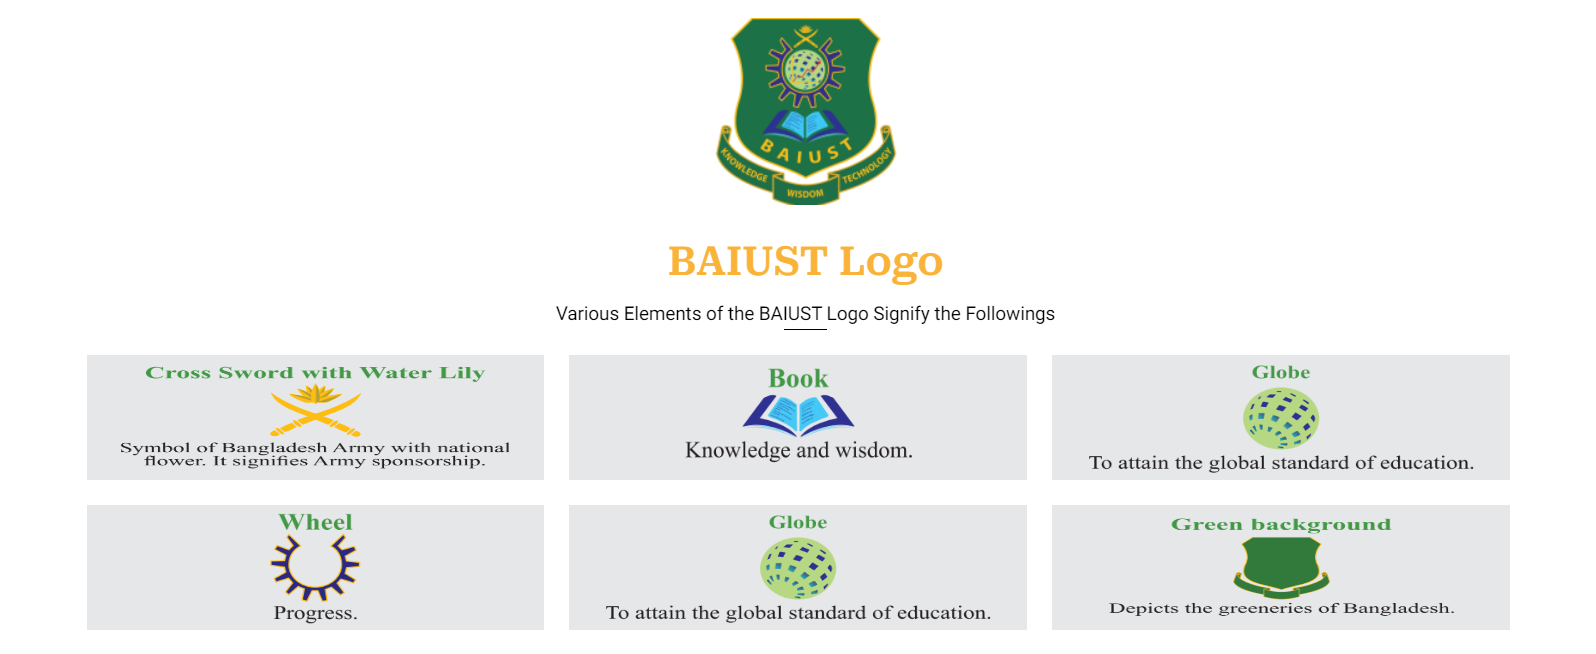 BAIUST
KNOWLEDGE
WISDOM
TECHNOLOGY
BAIUST Logo
Various Elements of the BAIUST Logo Signify the Followings
Cross Sword with Water Lily
Symbol of Bangladesh Army with national
flower. It signifies Army sponsorship.
Book
Knowledge and wisdom.
Globe
To attain the global standard of education.
Wheel
Progress.
Globe
To attain the global standard of education.
Green background
Depicts the greeneries of Bangladesh.